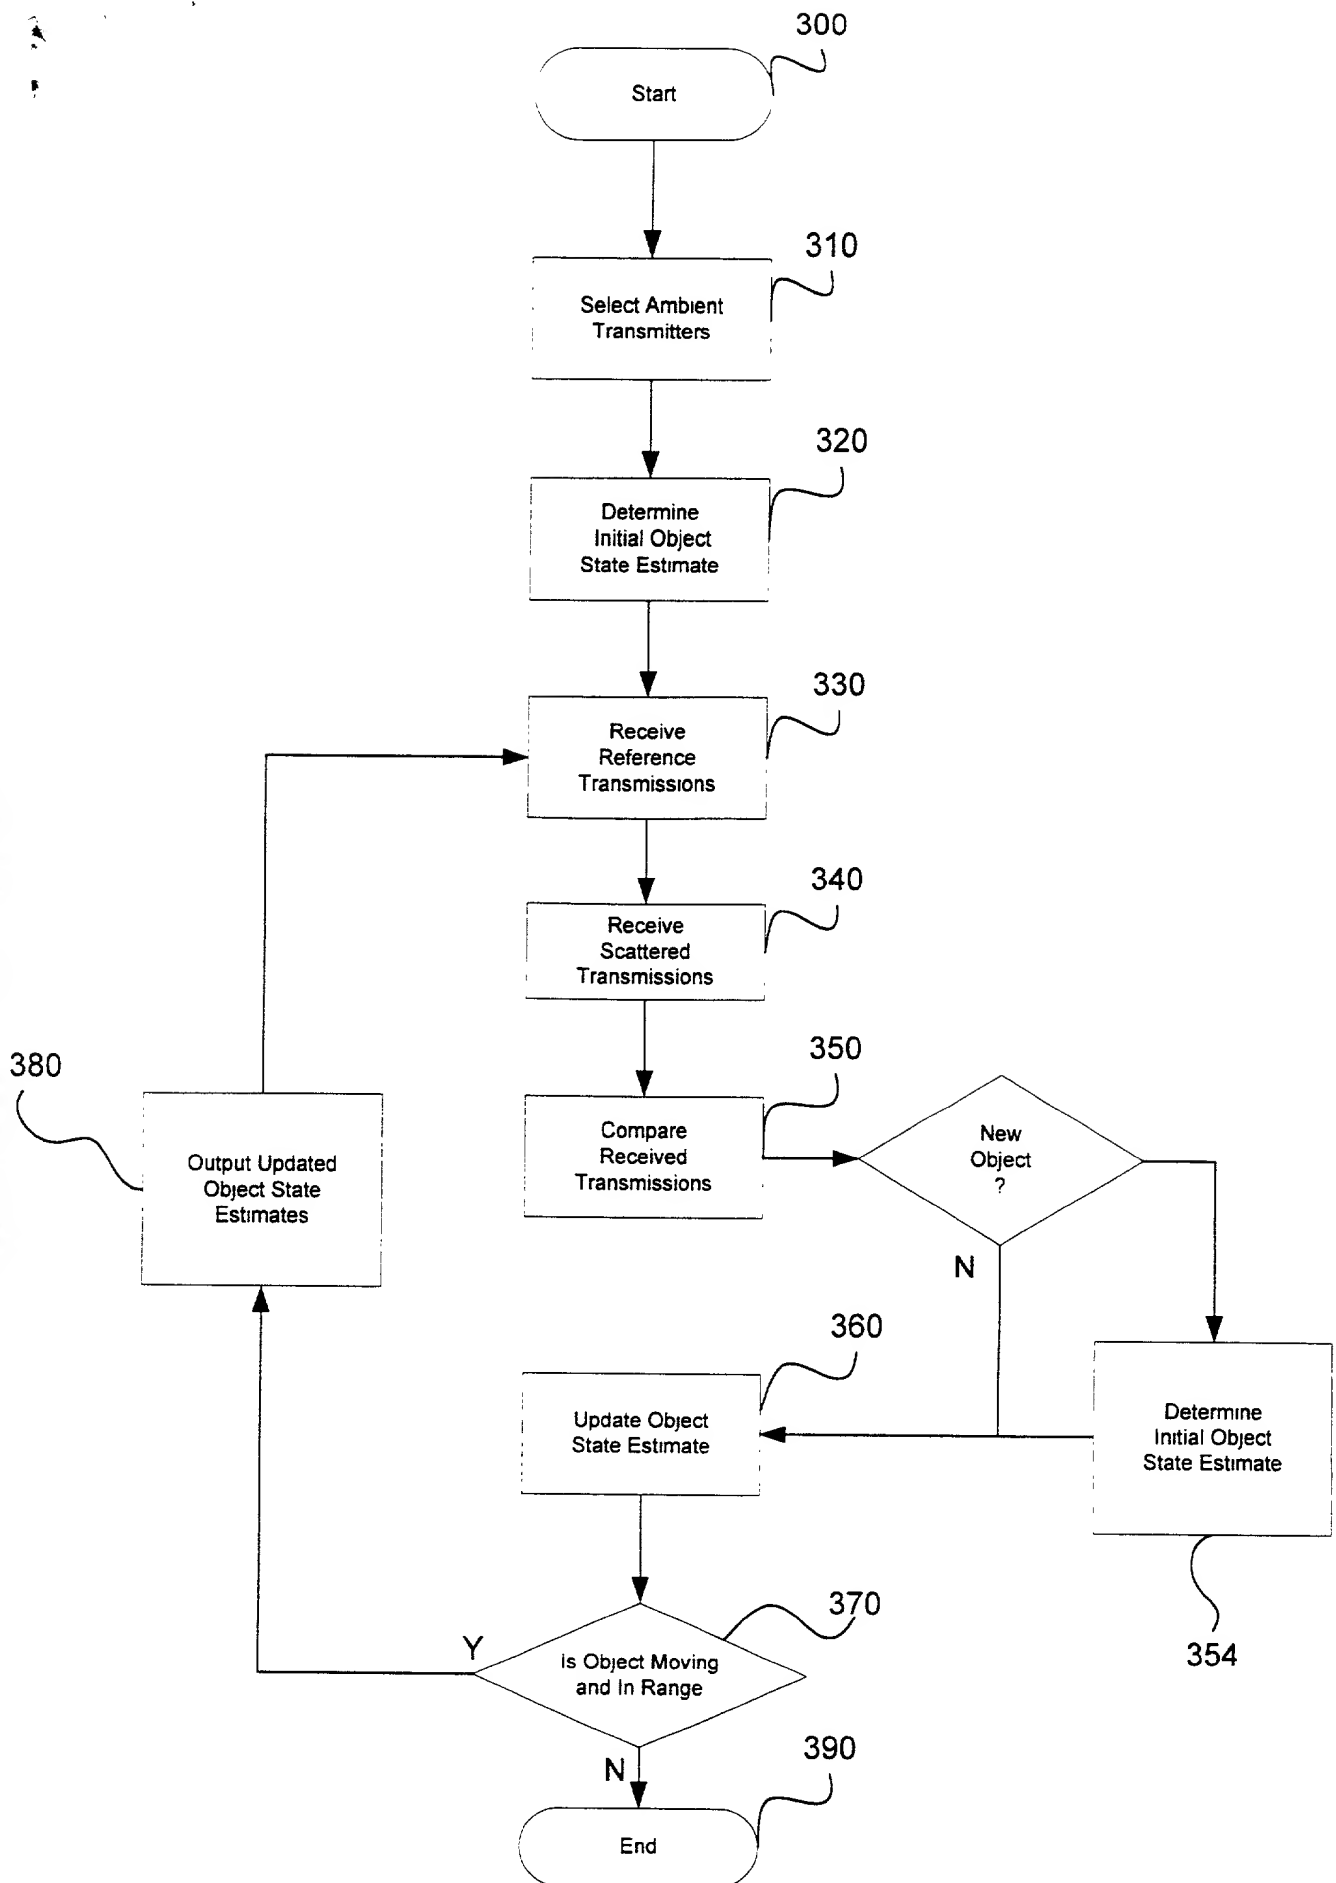 300
Start
310
Select Ambient
Transmitters
320
Determine
Initial Object
State Estimate
330
Receive
Reference
Transmissions
340
Receive
Scattered
Transmissions
350
Compare
Received
Transmissions
New
Object
?
N
380
Output Updated
Object State
Estimates
360
Update Object
State Estimate
Determine
Initial Object
State Estimate
354
370
Y
Is Object Moving
and In Range
N
390
End